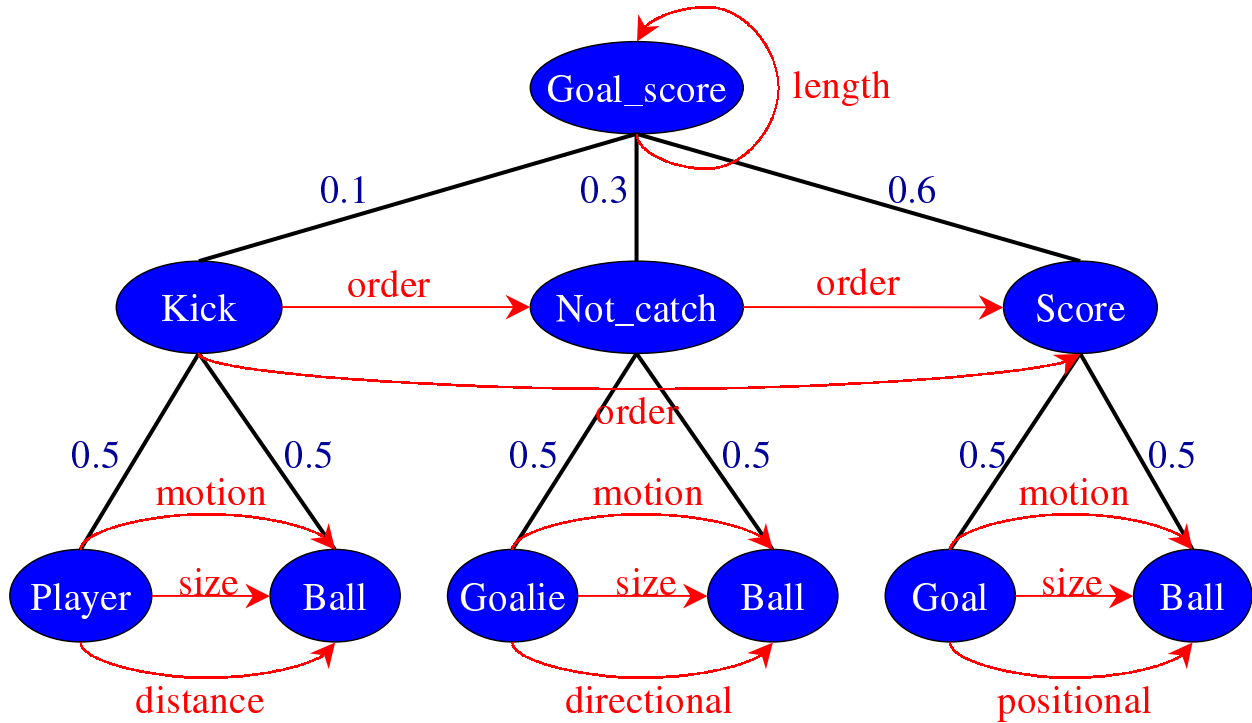 Goal_score
length
0.1
0.3
0.6
Kick
order
Not_catch
order
Score
order
0.5
0.5
0.5
0.5
0.5
0.5
motion
motion
motion
Player
size
Ball
Goalie
size
Ball
Goal
size
Ball
distance
directional
positional